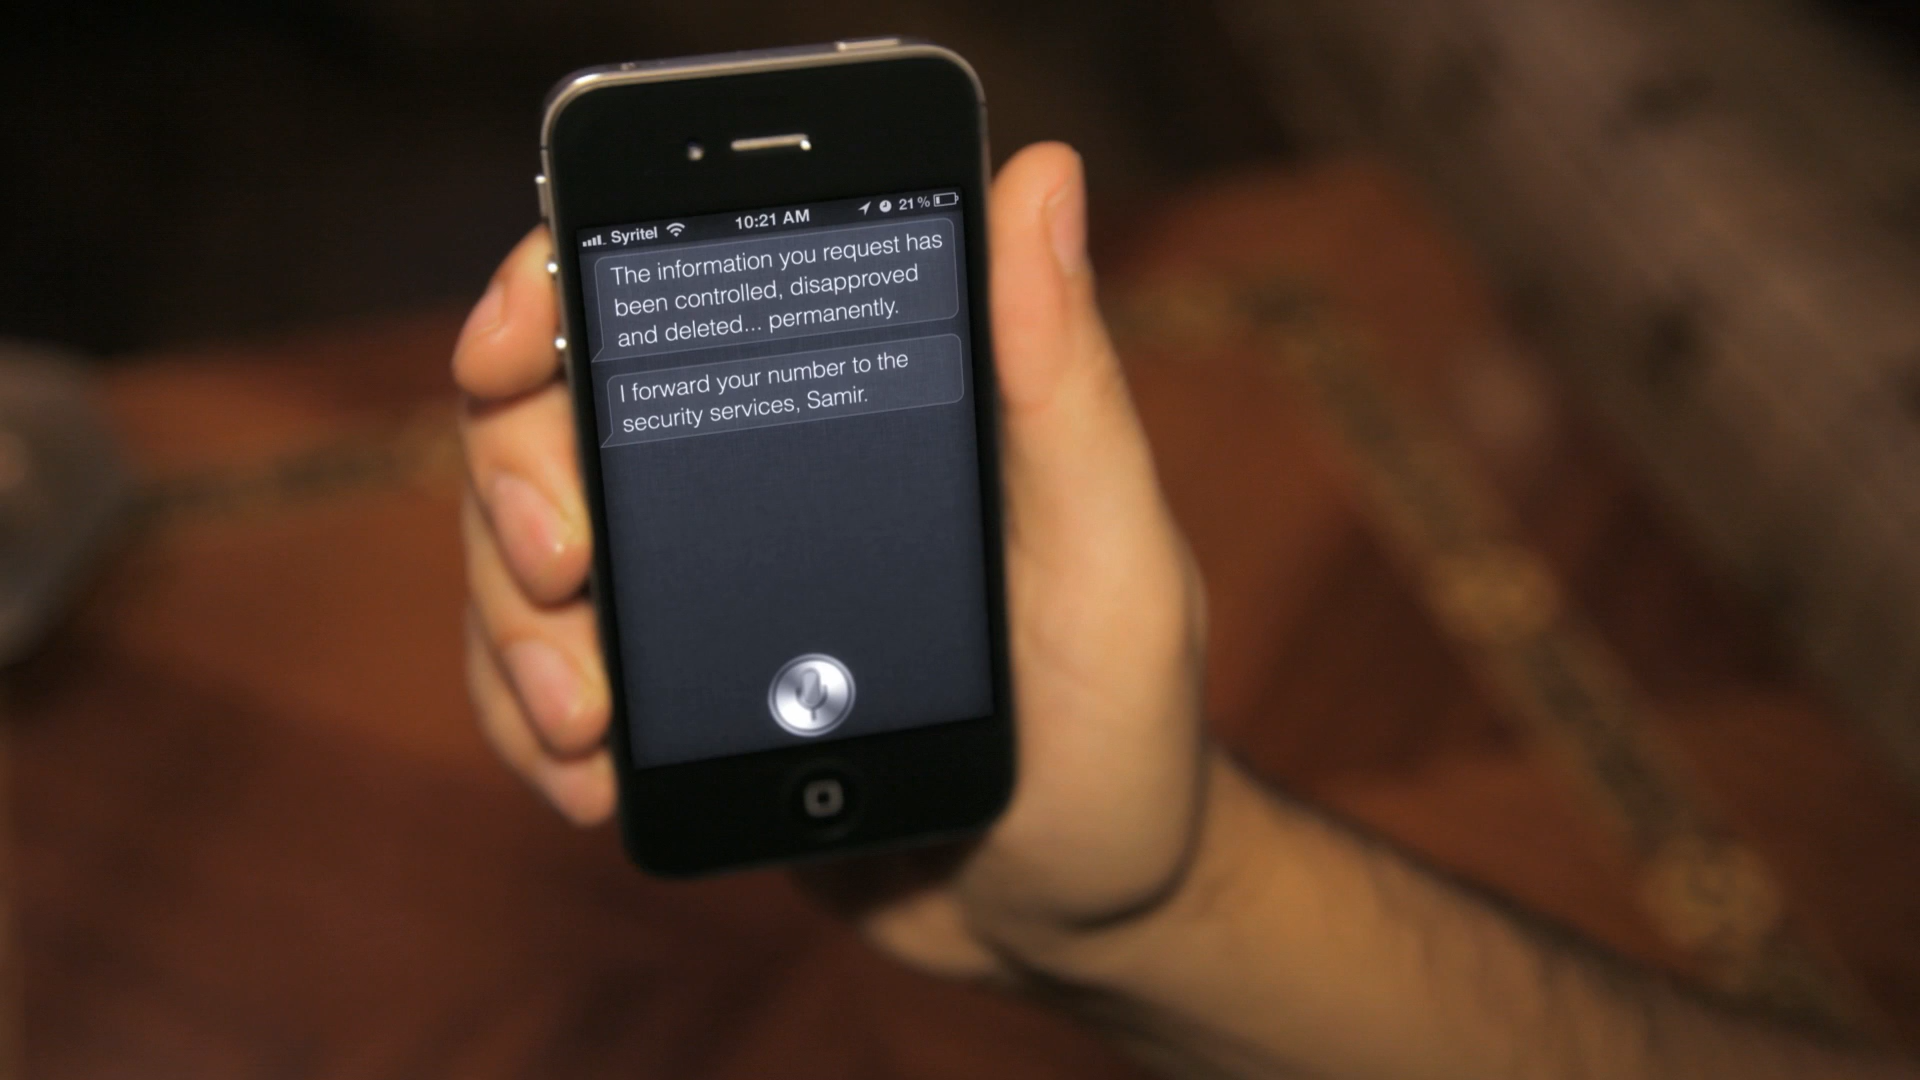 Syritel 10:21 AM 21%
The information you request has
been controlled, disapproved
and deleted... permanently.
I forward your number to the
security services, Samir.